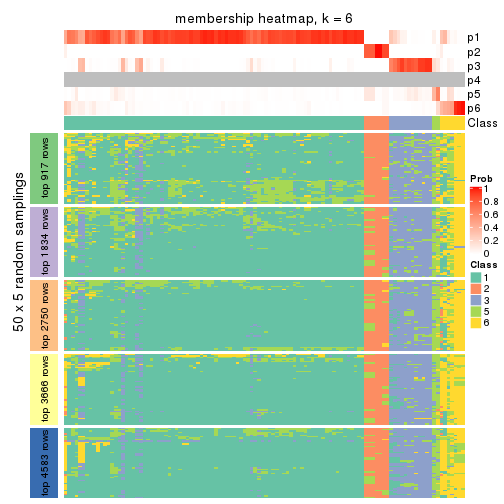 membership heatmap, k = 6
p1
p2
p3
p4
p5
p6
Class
50 x 5 random samplings
top 917 rows
top 1834 rows
top 2750 rows
top 3666 rows
top 4583 rows
Prob
1
0.8
0.6
0.4
0.2
0
Class
1
2
3
5
6